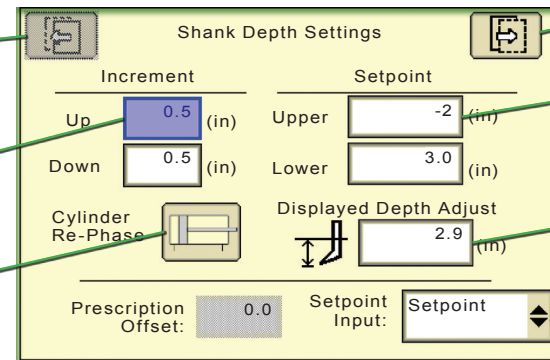 Shank Depth Settings
Increment
Setpoint
Up 0.5 (in)
Upper -2 (in)
Down 0.5 (in)
Lower 3.0 (in)
Cylinder
Re-Phase
Displayed Depth Adjust
2.9 (in)
Prescription
Offset: 0.0
Setpoint
Input: Setpoint